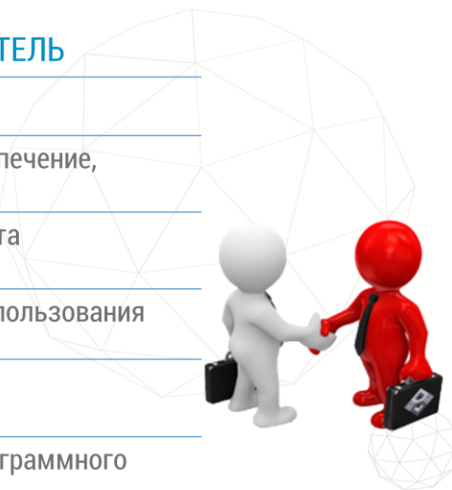 ТЕЛЬ
печение,
та
пользования
граммного